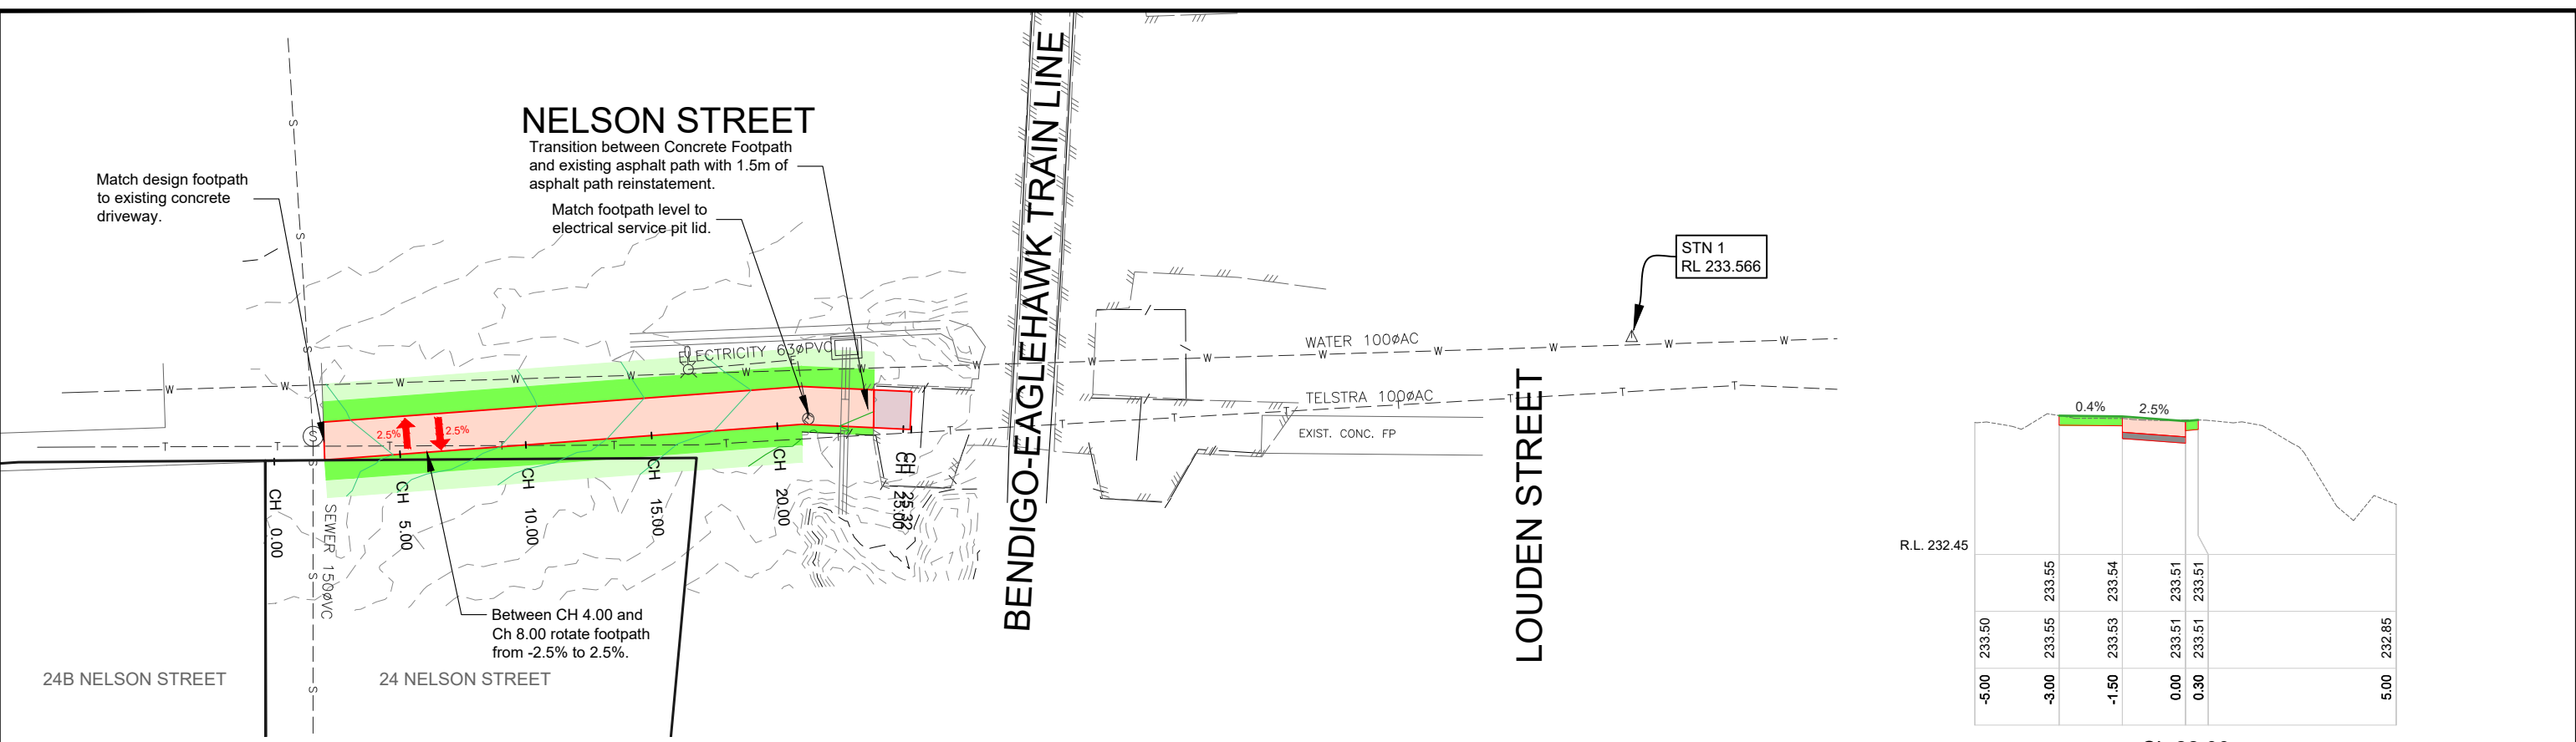 NELSON STREET
Transition between Concrete Footpath
and existing asphalt path with 1.5m of
asphalt path reinstatement.
Match footpath level to
electrical service pit lid.
Match design footpath
to existing concrete
driveway.
BENDIGO-EAGLEHAWK TRAIN LINE
STN 1
RL 233.566
ELECTRICITY 63øPVC
WATER 100øAC
TELSTRA 100øAC
EXIST. CONC. FP
LOUDEN STREET
2.5%
2.5%
CH 0.00
CH 5.00
CH 10.00
CH 15.00
CH 20.00
CH 25.00
CH 25.32
SEWER 150øVC
Between CH 4.00 and
Ch 8.00 rotate footpath
from -2.5% to 2.5%.
24B NELSON STREET
24 NELSON STREET
0.4%
2.5%
R.L. 232.45
233.55
233.54
233.51
233.51
233.50
233.55
233.53
233.51
233.51
232.85
-5.00
-3.00
-1.50
0.00
0.30
5.00